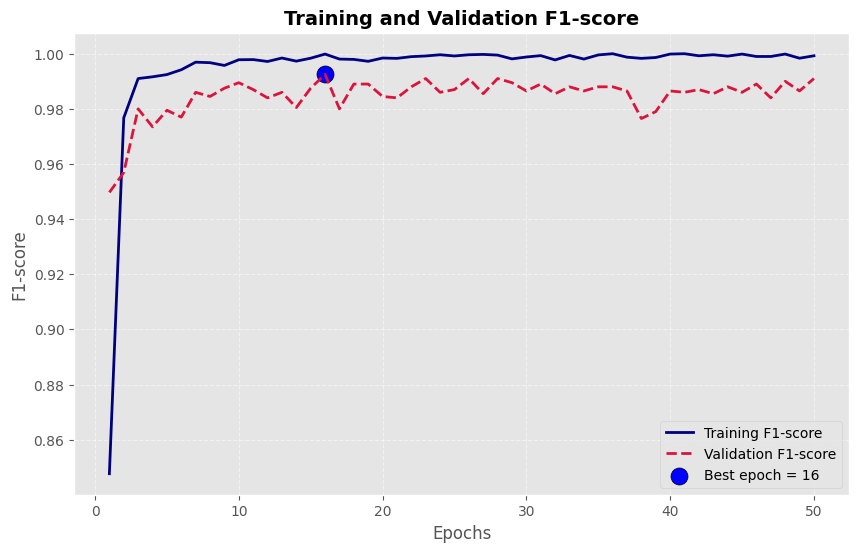 Training and Validation F1-score
1.00
0.98
0.96
0.94
0.92
0.90
0.88
0.86
F1-score
0
10
20
30
40
50
Epochs
Training F1-score
Validation F1-score
Best epoch = 16